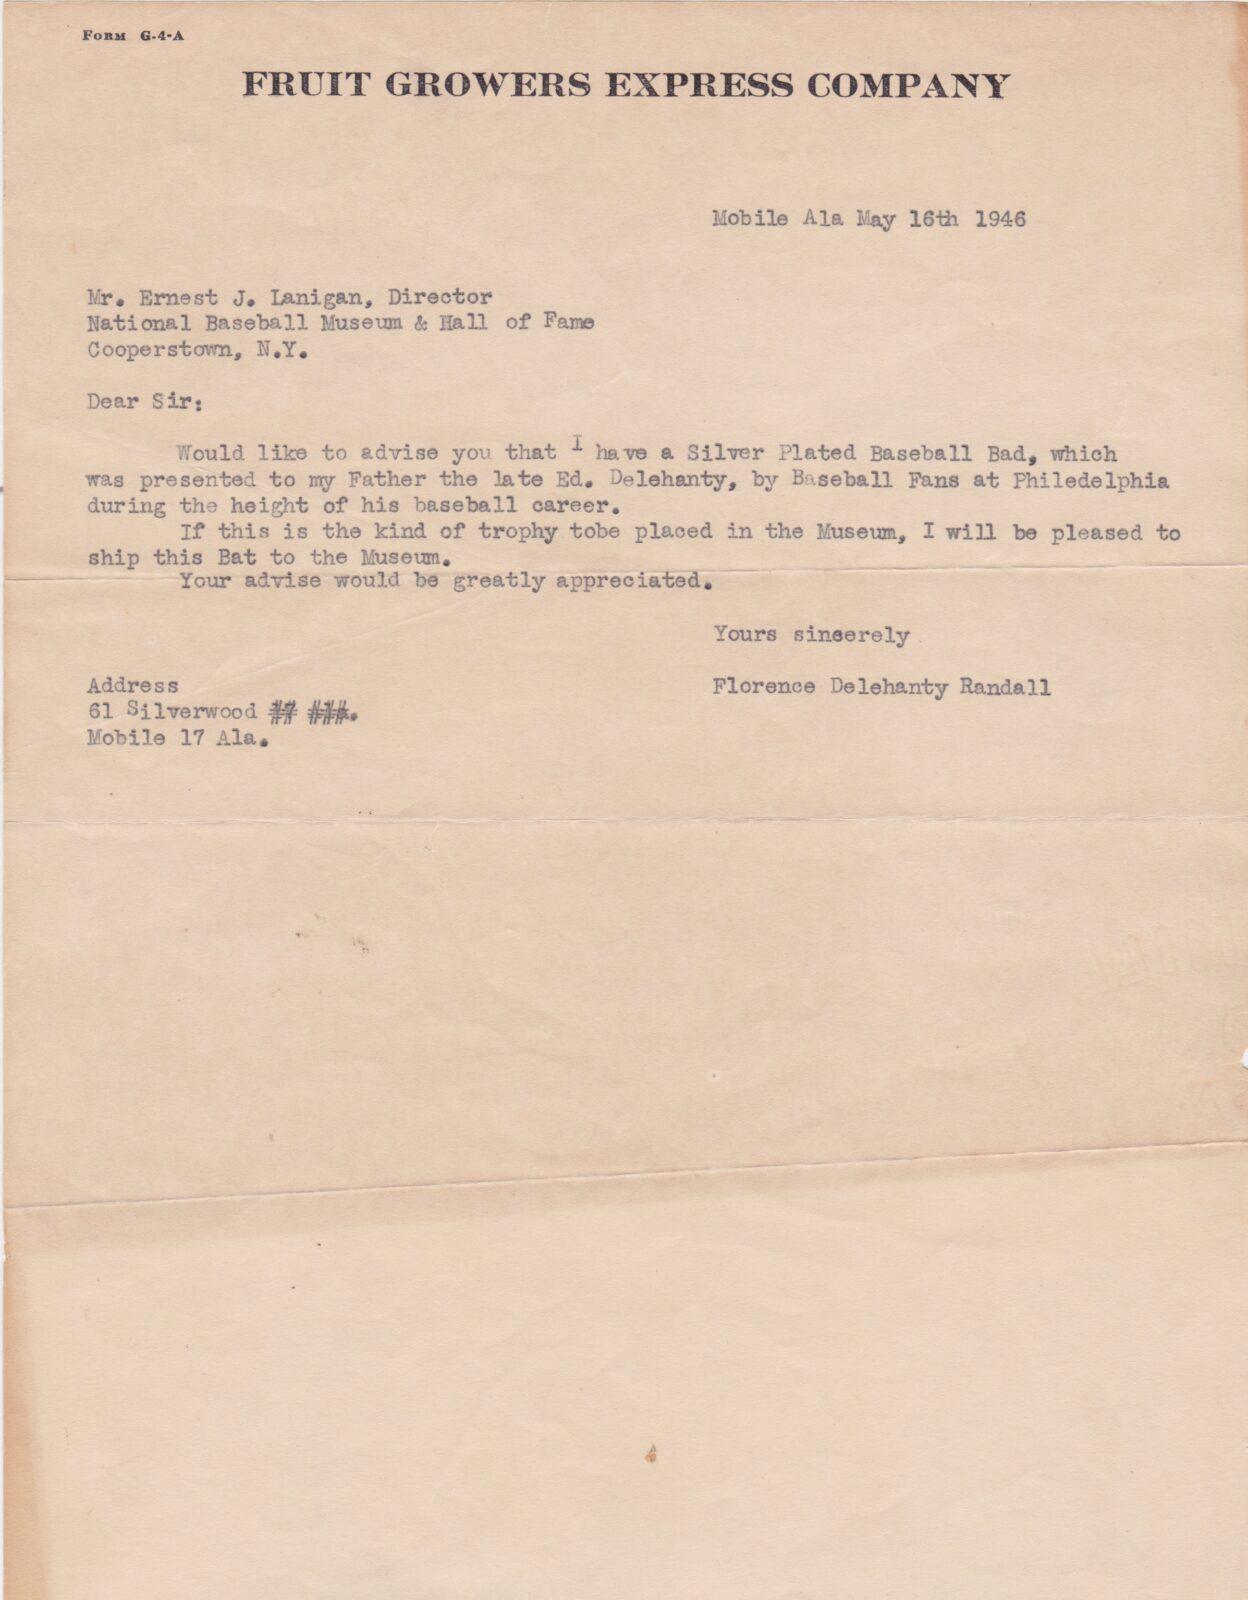 Form G-4-A
FRUIT GROWERS EXPRESS COMPANY
Mobile Ala May 16th 1946
Mr. Ernest J. Lanigan, Director
National Baseball Museum & Hall of Fame
Cooperstown, N.Y.
Dear Sir:
Would like to advise you that I have a Silver Plated Baseball Bad, which
was presented to my Father the late Ed. Delehanty, by Baseball Fans at Philedelphia
during the height of his baseball career.
If this is the kind of trophy tobe placed in the Museum, I will be pleased to
ship this Bat to the Museum.
Your advise would be greatly appreciated.
Yours sincerely
Florence Delehanty Randall
Address
61 Silverwood
Mobile 17 Ala.